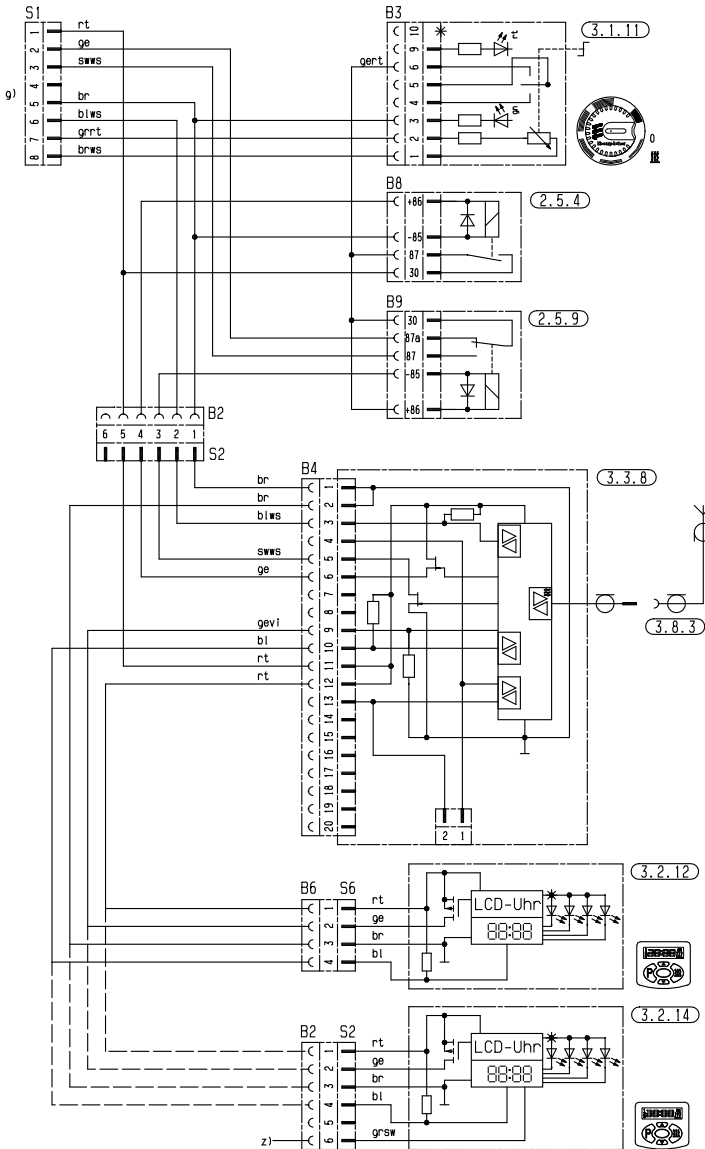 S1
1 rt
2 ge
3 swws
4
g)
5 br
6 blws
7 grrt
8 brws
B3
10
9
gert 6
5
4
3
2
1
3.1.11
0
B8
+86
-85
87
30
2.5.4
B9
30
87a
87
-85
+86
2.5.9
B2
6 5 4 3 2 1
S2
B4
br 1
br 2
blws 3
4
swws 5
ge 6
7
8
gevi 9
bl 10
rt 11
rt 12
13
14
15
16
17
18
19
20
2 1
3.3.8
3.8.3
B6 S6
1 rt
2 ge
3 br
4 bl
LCD-Uhr
88:88
3.2.12
P
B2 S2
1 rt
2 ge
3 br
4 bl
5
z) 6 grsw
LCD-Uhr
88:88
3.2.14
P